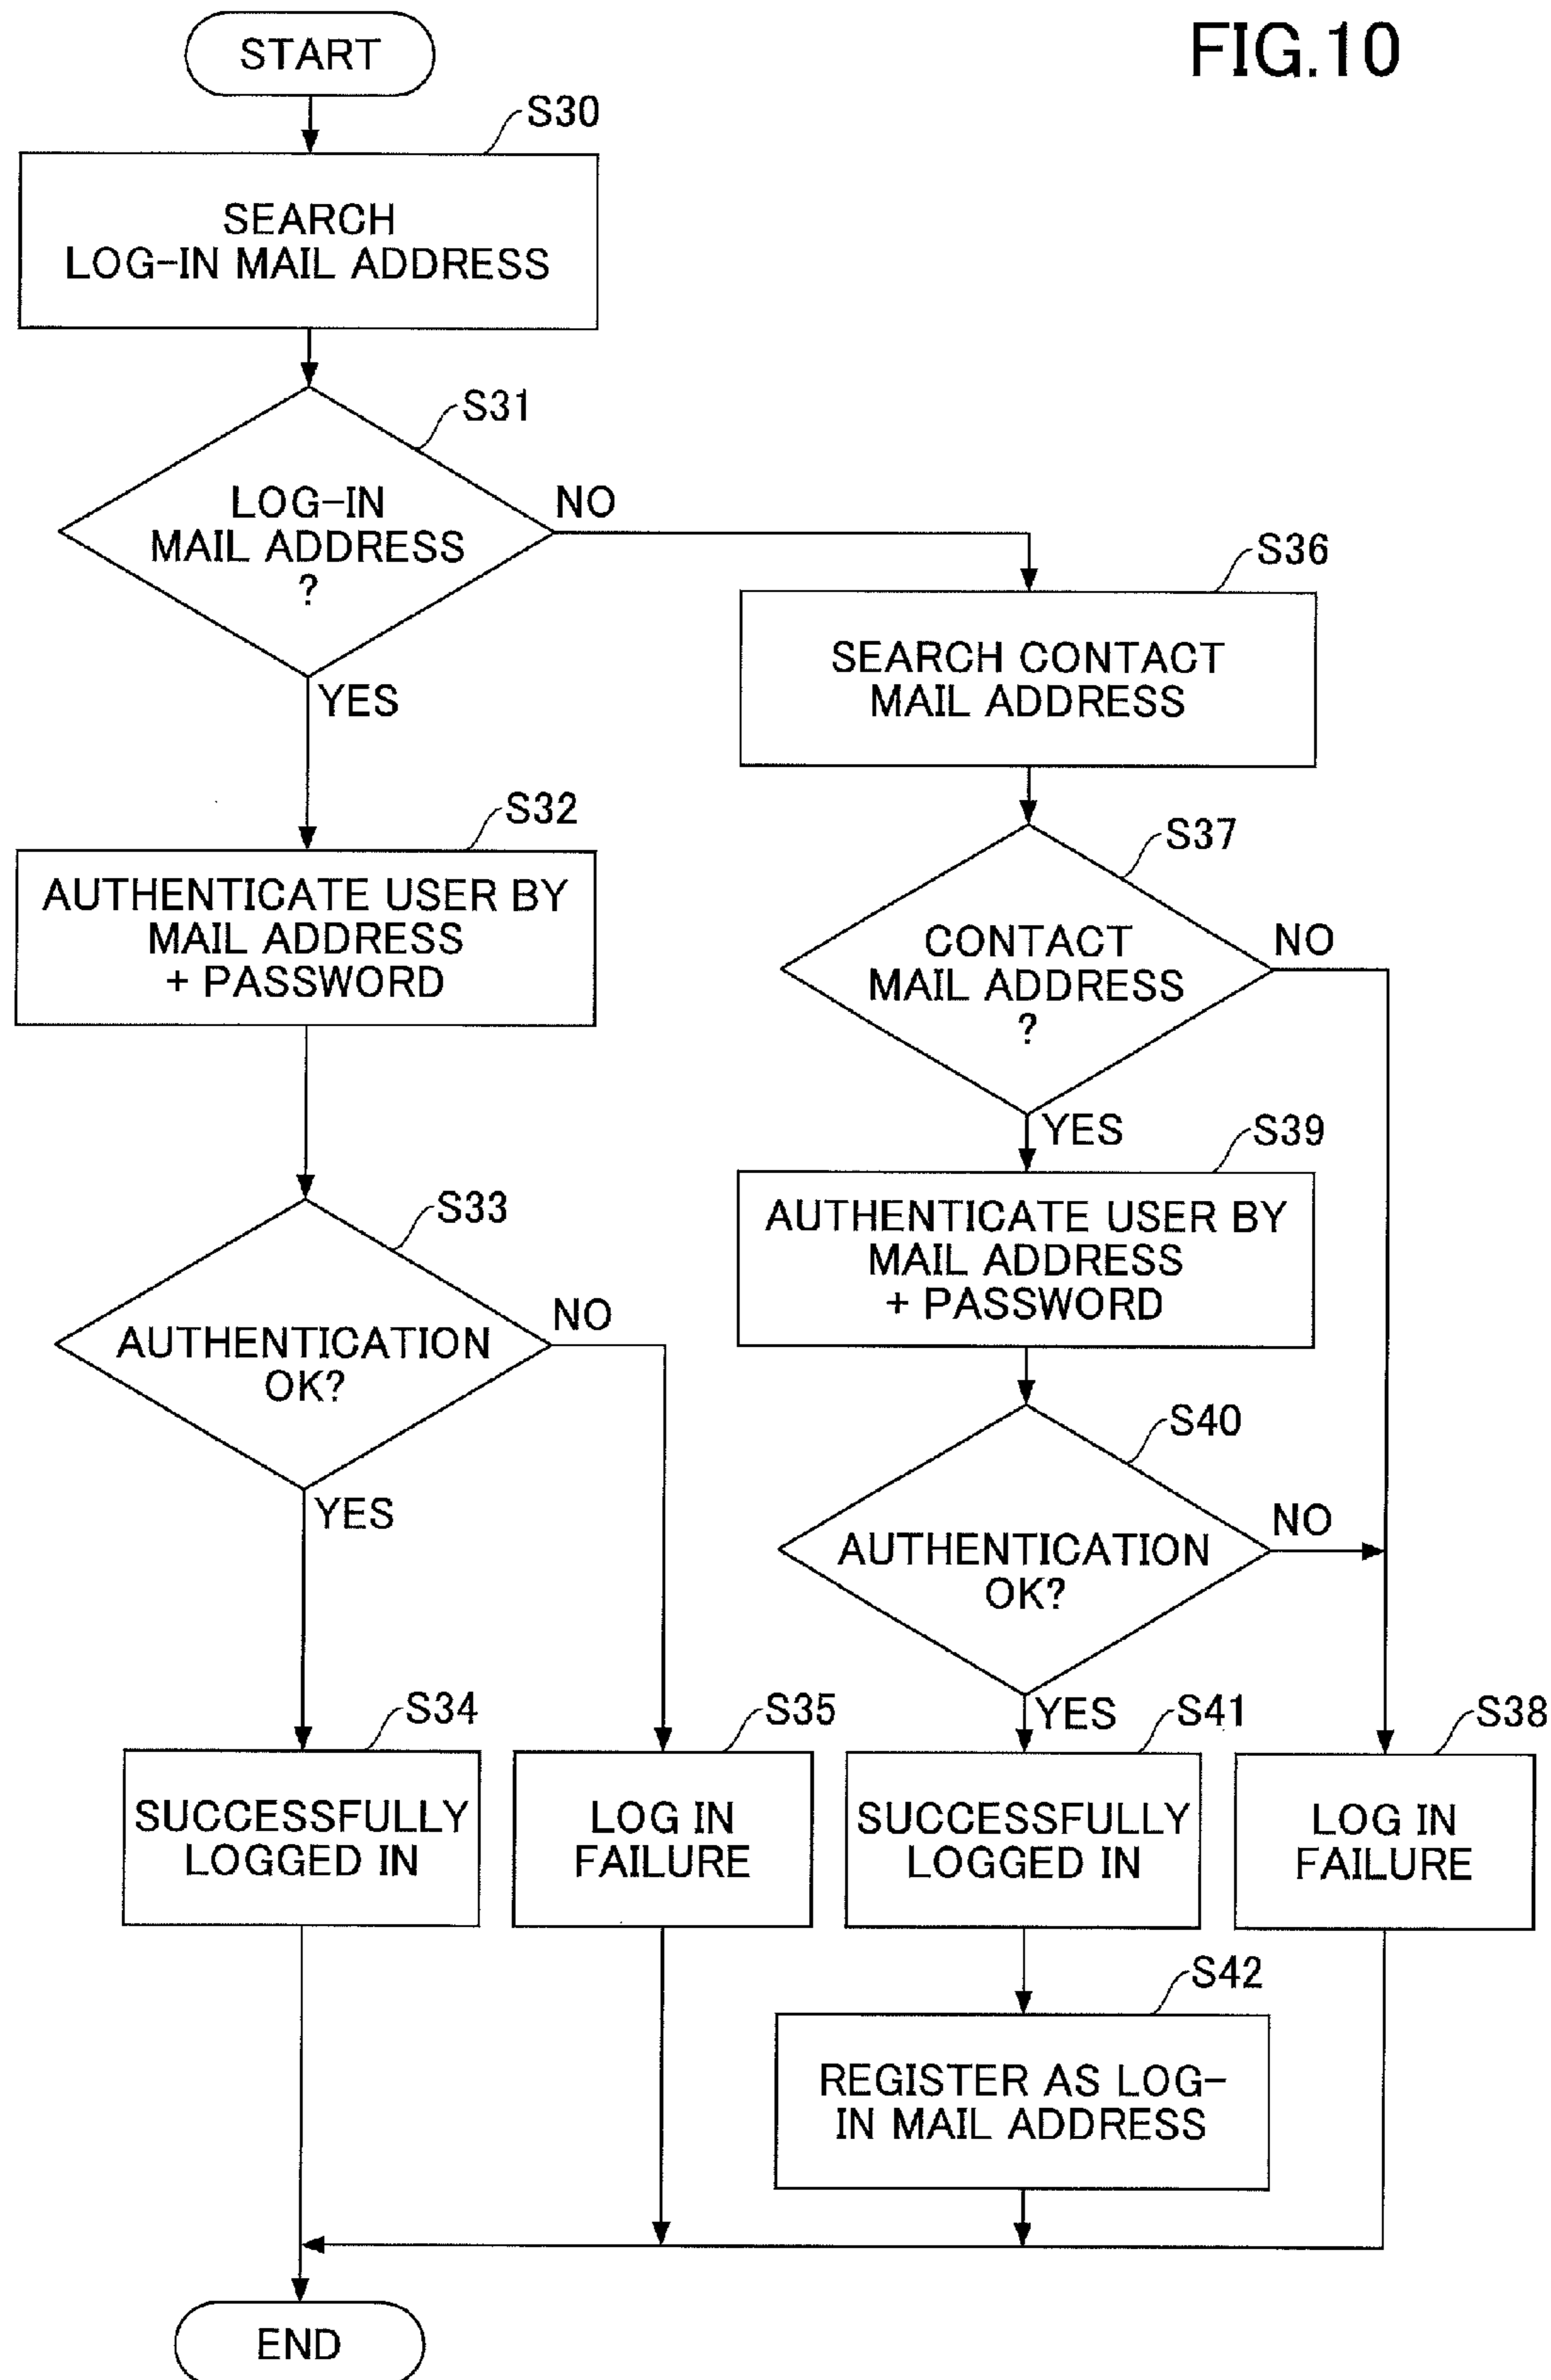 FIG.10
START
S30
SEARCH
LOG-IN MAIL ADDRESS
S31
LOG-IN
MAIL ADDRESS
?
NO
YES
S36
SEARCH CONTACT
MAIL ADDRESS
S32
AUTHENTICATE USER BY
MAIL ADDRESS
+ PASSWORD
S37
CONTACT
MAIL ADDRESS
?
NO
YES
S39
AUTHENTICATE USER BY
MAIL ADDRESS
+ PASSWORD
S33
AUTHENTICATION
OK?
NO
YES
S40
AUTHENTICATION
OK?
NO
YES
S34
SUCCESSFULLY
LOGGED IN
S35
LOG IN
FAILURE
S41
SUCCESSFULLY
LOGGED IN
S38
LOG IN
FAILURE
S42
REGISTER AS LOG-
IN MAIL ADDRESS
END